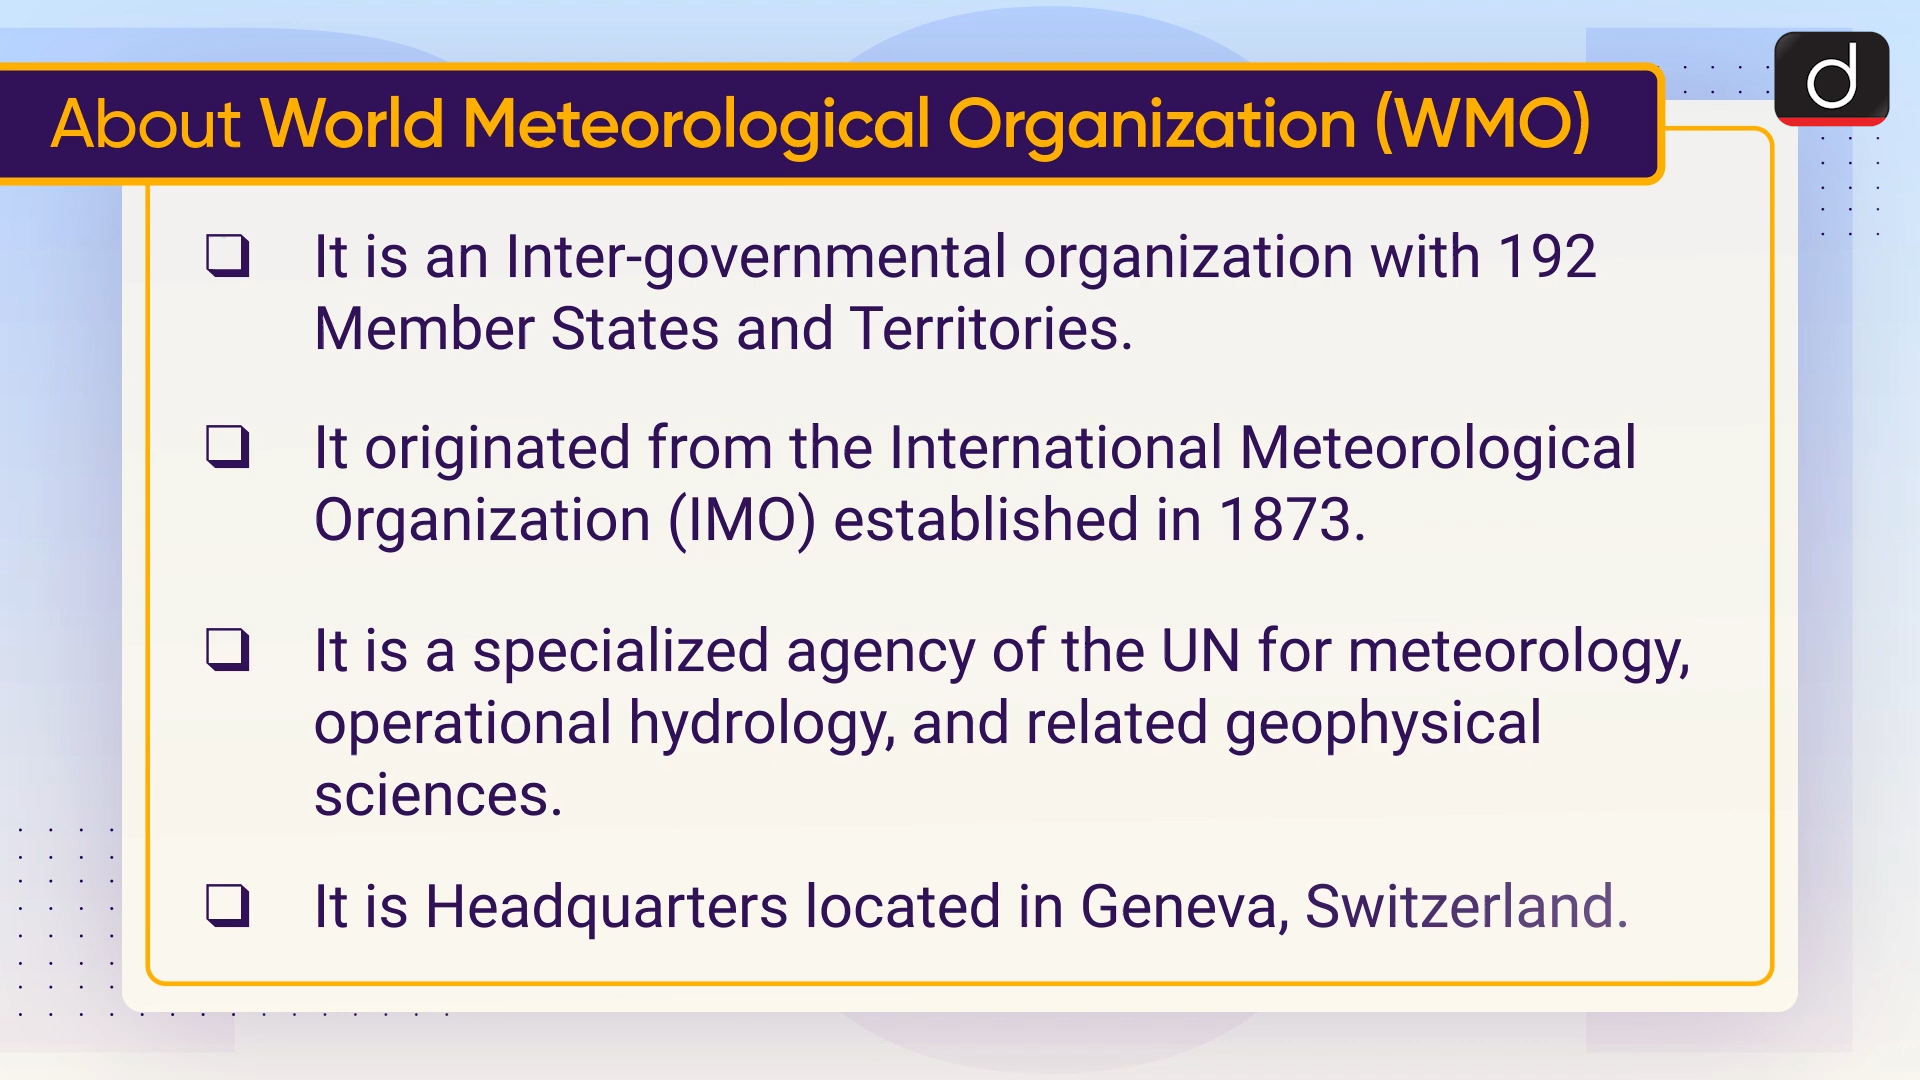 About World Meteorological Organization (WMO)
d
❑ It is an Inter-governmental organization with 192
Member States and Territories.
❑ It originated from the International Meteorological
Organization (IMO) established in 1873.
❑ It is a specialized agency of the UN for meteorology,
operational hydrology, and related geophysical
sciences.
❑ It is Headquarters located in Geneva, Switzerland.